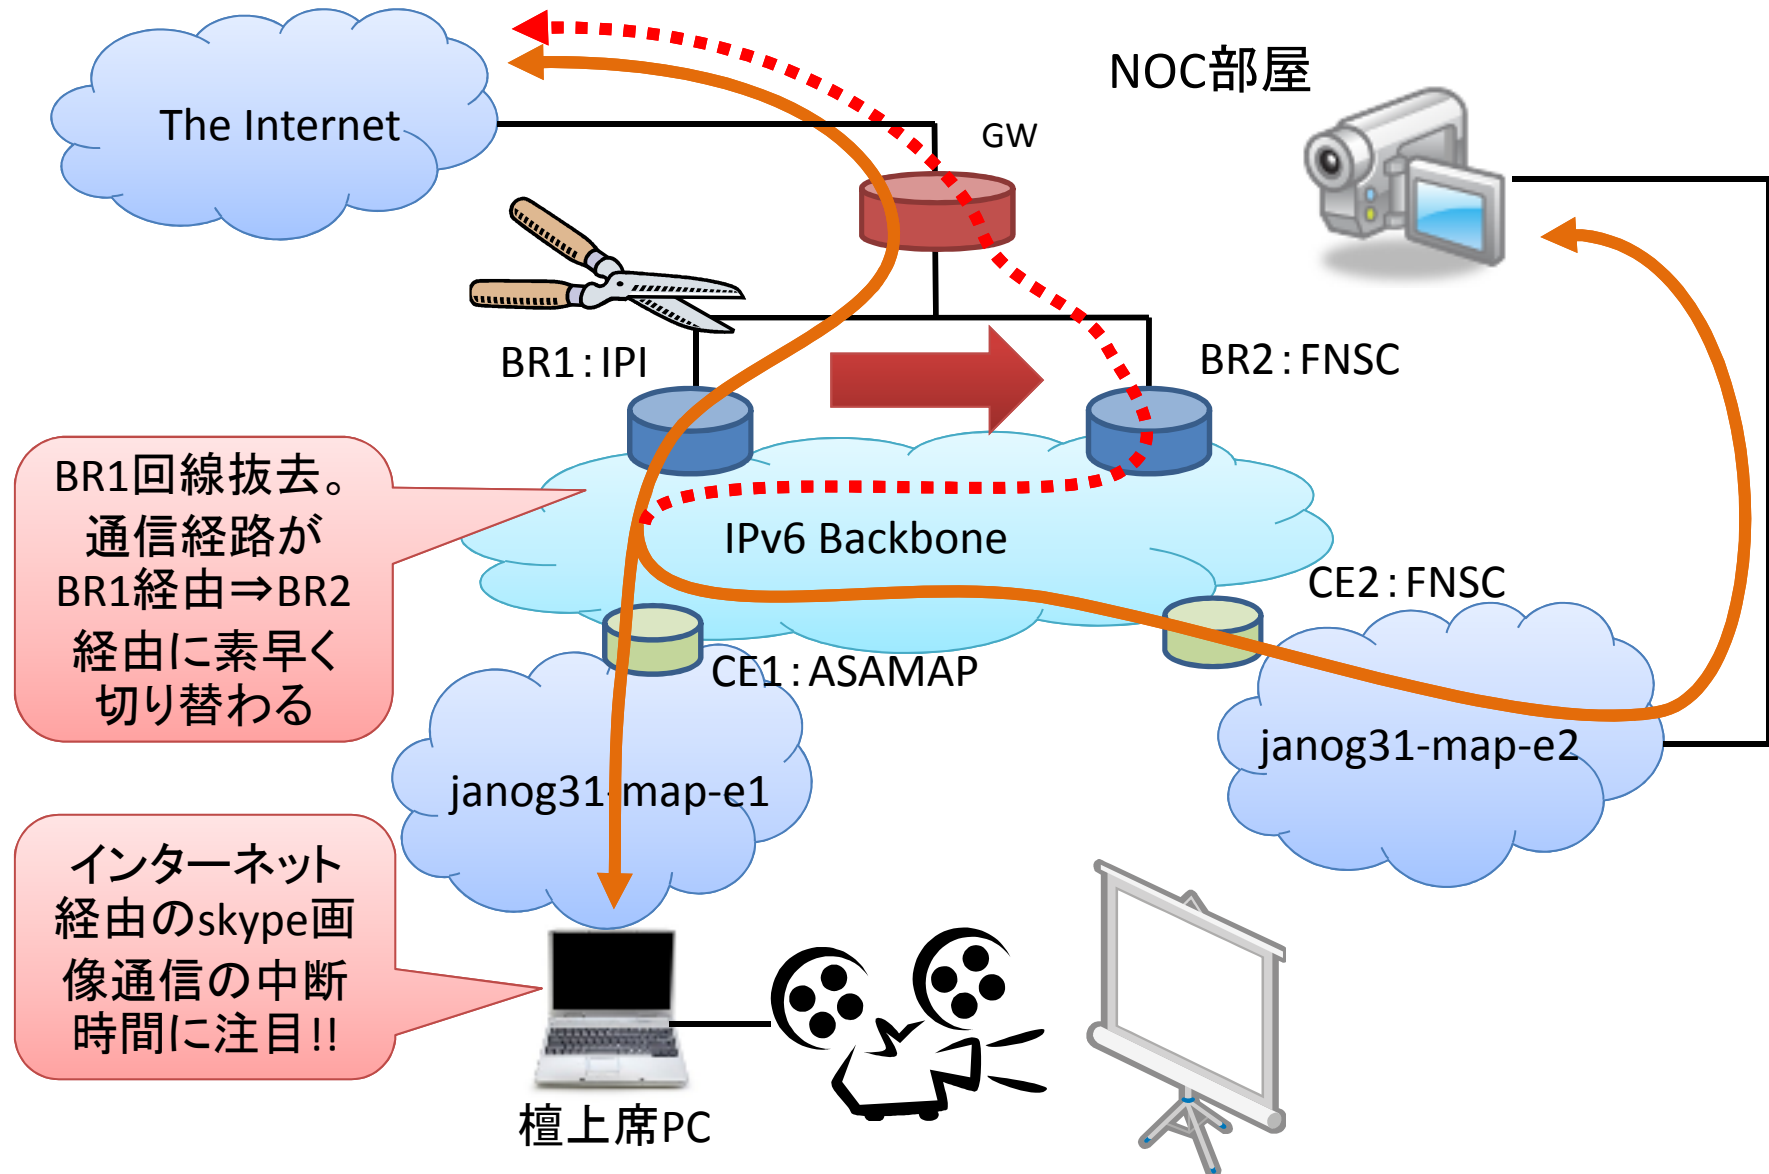 The Internet
NOC部屋
GW
BR1：IPI
BR2：FNSC
BR1回線抜去。
通信経路が
BR1経由⇒BR2
経由に素早く
切り替わる
IPv6 Backbone
CE2：FNSC
CE1：ASAMAP
janog31-map-e2
janog31-map-e1
インターネット
経由のskype画
像通信の中断
時間に注目!!
檀上席PC